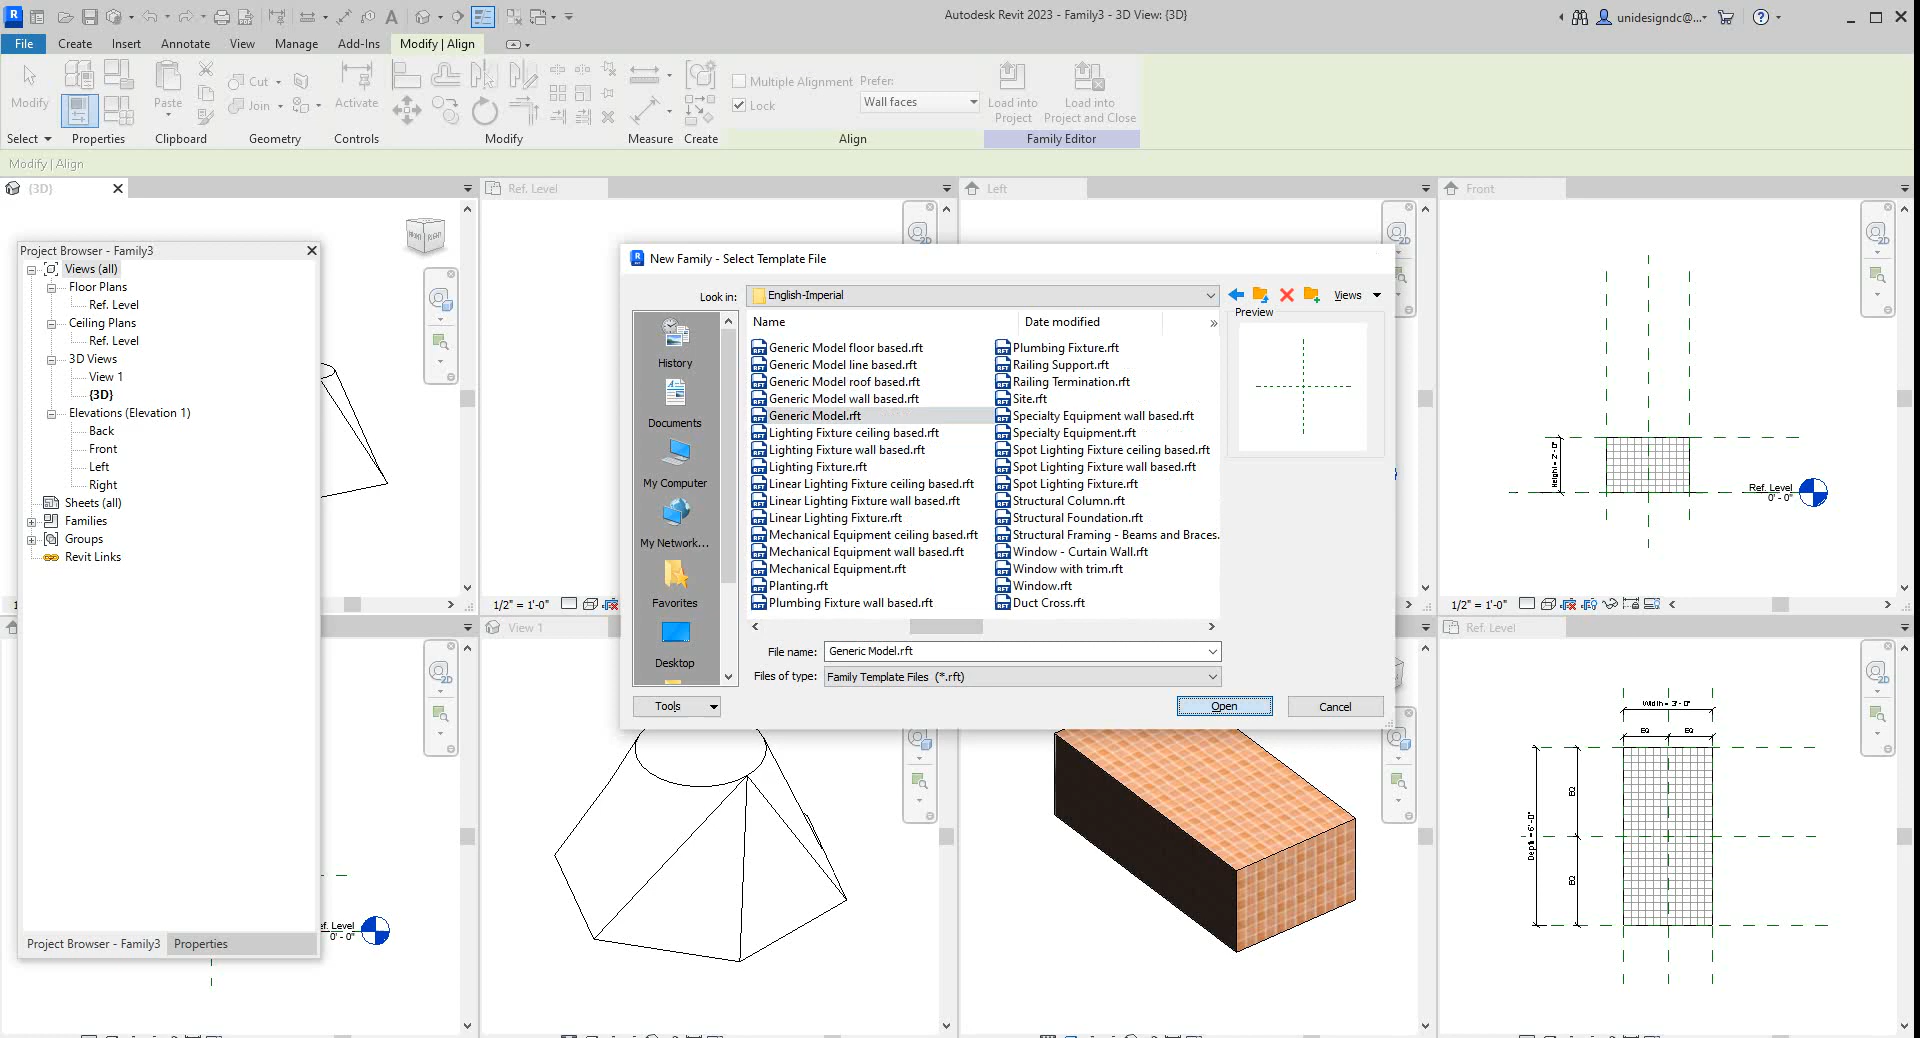 Autodesk Revit 2023 - Family3 - 3D View: {3D}
unidesigndc@...
File Create Insert Annotate View Manage Add-Ins Modify | Align
Modify
Paste
Cut
Join
Activate
Multiple Alignment Prefer:
Lock
Wall faces
Load into Project
Load into Project and Close
Select Properties Clipboard Geometry Controls Modify Measure Create Align Family Editor
Modify | Align
{3D}
Ref. Level
Left
Front
Project Browser - Family3
Views (all)
Floor Plans
Ref. Level
Ceiling Plans
Ref. Level
3D Views
View 1
{3D}
Elevations (Elevation 1)
Back
Front
Left
Right
Sheets (all)
Families
Groups
Revit Links
Project Browser - Family3 Properties
FRONT RIGHT
2D
New Family - Select Template File
Look in: English-Imperial
Views
Preview
History
Documents
My Computer
My Network...
Favorites
Desktop
Name Date modified
Generic Model floor based.rft
Generic Model line based.rft
Generic Model roof based.rft
Generic Model wall based.rft
Generic Model.rft
Lighting Fixture ceiling based.rft
Lighting Fixture wall based.rft
Lighting Fixture.rft
Linear Lighting Fixture ceiling based.rft
Linear Lighting Fixture wall based.rft
Linear Lighting Fixture.rft
Mechanical Equipment ceiling based.rft
Mechanical Equipment wall based.rft
Mechanical Equipment.rft
Planting.rft
Plumbing Fixture wall based.rft
Plumbing Fixture.rft
Railing Support.rft
Railing Termination.rft
Site.rft
Specialty Equipment wall based.rft
Specialty Equipment.rft
Spot Lighting Fixture ceiling based.rft
Spot Lighting Fixture wall based.rft
Spot Lighting Fixture.rft
Structural Column.rft
Structural Foundation.rft
Structural Framing - Beams and Braces.
Window - Curtain Wall.rft
Window with trim.rft
Window.rft
Duct Cross.rft
File name: Generic Model.rft
Files of type: Family Template Files (*.rft)
Tools
Open
Cancel
Height = 2' - 0"
Ref. Level
0' - 0"
1/2" = 1'-0"
1/2" = 1'-0"
View 1
Ref. Level
ef. Level
0' - 0"
Width = 3' - 0"
EQ EQ
Depth = 6' - 0"
EQ
EQ